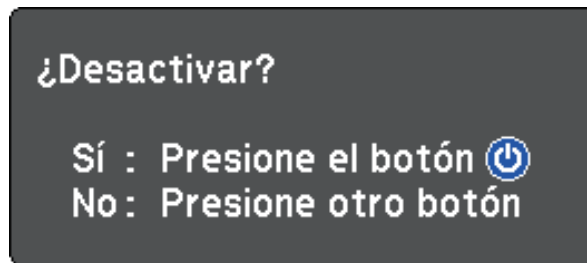 ¿Desactivar?
Sí : Presione el botón
No : Presione otro botón